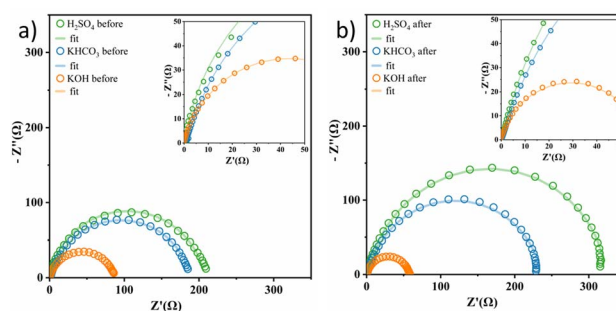 a)
H₂SO₄ before
fit
KHCO₃ before
fit
KOH before
fit
- Z''(Ω)
300
200
100
0
0 100 200 300
Z'(Ω)
- Z''(Ω)
50
40
30
20
10
0
0 10 20 30 40 50
Z'(Ω)
b)
H₂SO₄ after
fit
KHCO₃ after
fit
KOH after
fit
- Z''(Ω)
300
200
100
0
0 100 200 300
Z'(Ω)
- Z''(Ω)
50
40
30
20
10
0
0 10 20 30 40
Z'(Ω)